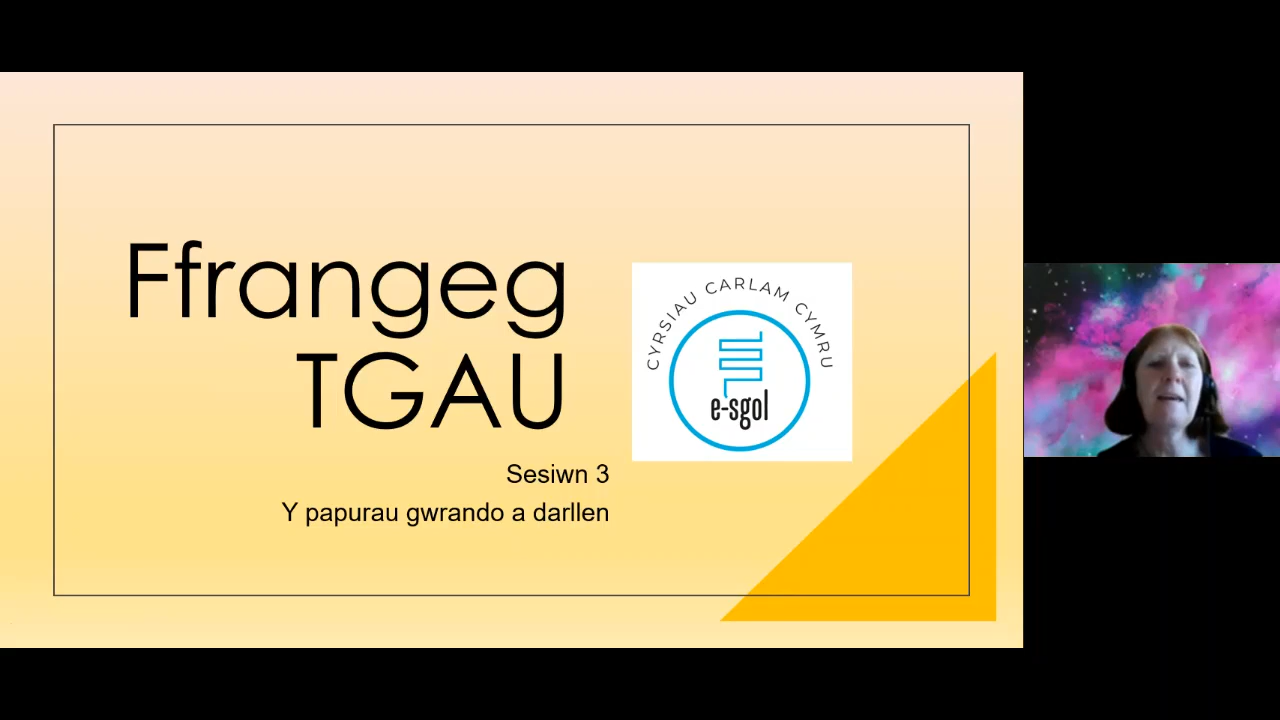 Ffrangeg
TGAU
CYRSIAU CARLAM CYMRU
e-sgol
Sesiwn 3
Y papurau gwrando a darllen